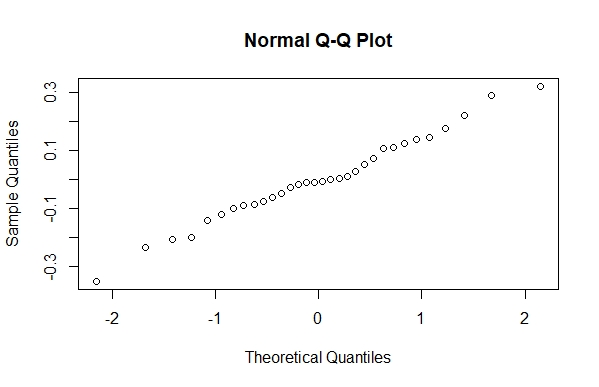 Normal Q-Q Plot
Sample Quantiles
0.3
0.1
-0.1
-0.3
-2 -1 0 1 2
Theoretical Quantiles